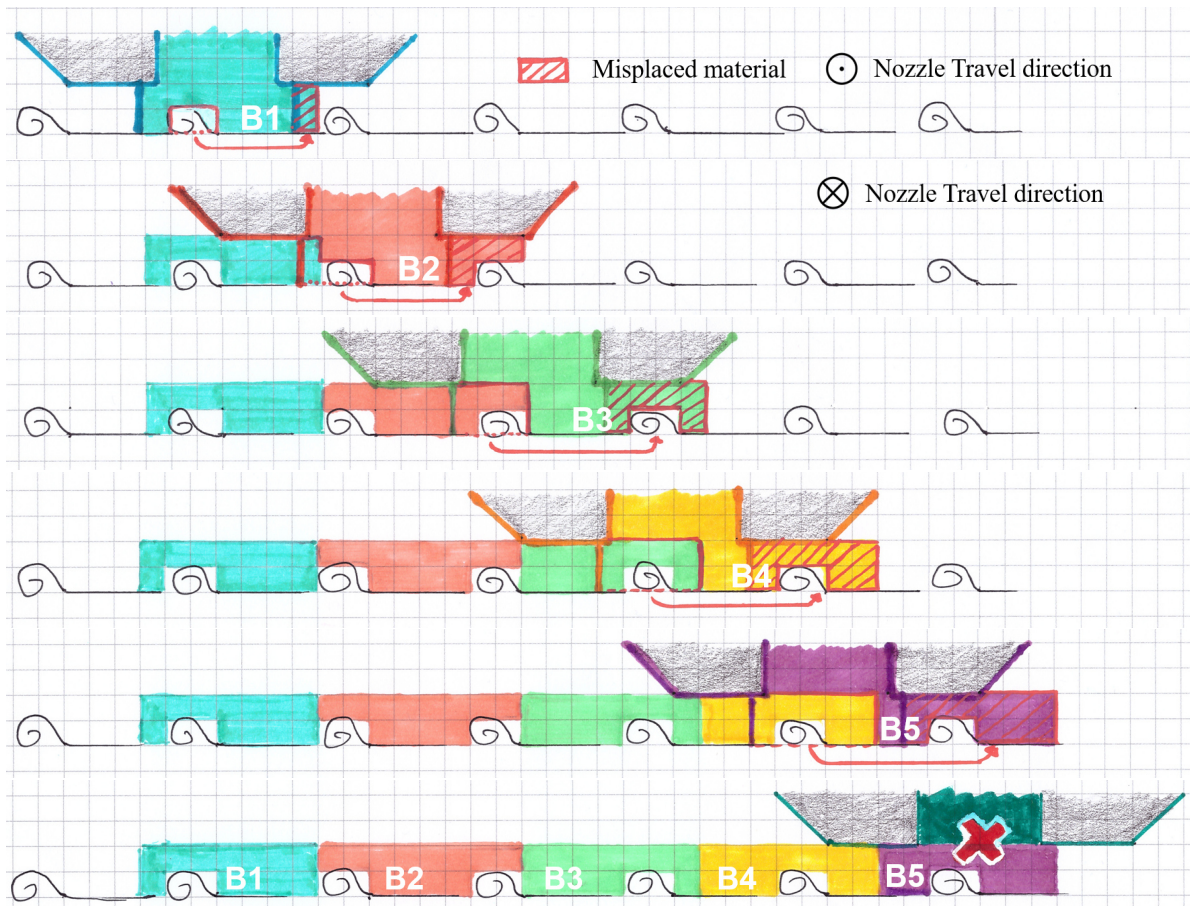 Misplaced material
Nozzle Travel direction
B1
Nozzle Travel direction
B2
B3
B4
B5
B1
B2
B3
B4
B5